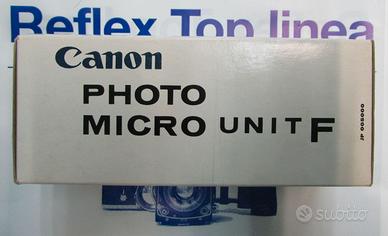 Reflex Top linea
Canon
PHOTO
MICRO UNIT F
JP 005000
subito